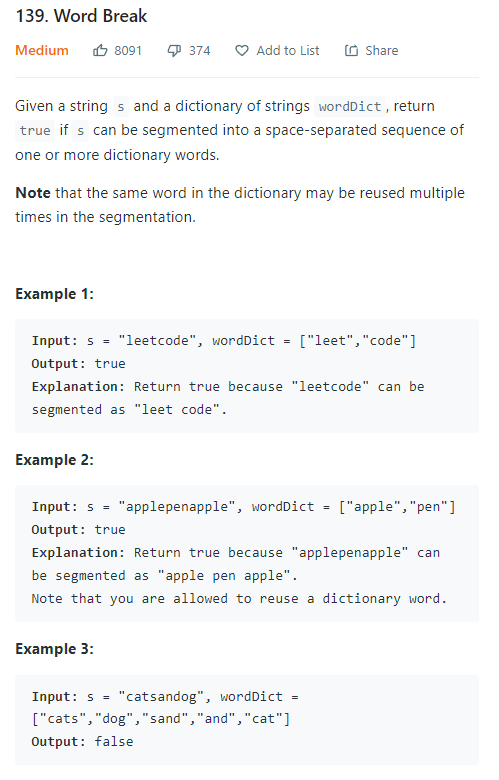 139. Word Break
Medium 8091 374 Add to List Share
Given a string s and a dictionary of strings wordDict , return
true if s can be segmented into a space-separated sequence of
one or more dictionary words.
Note that the same word in the dictionary may be reused multiple
times in the segmentation.
Example 1:
Input: s = "leetcode", wordDict = ["leet","code"]
Output: true
Explanation: Return true because "leetcode" can be
segmented as "leet code".
Example 2:
Input: s = "applepenapple", wordDict = ["apple","pen"]
Output: true
Explanation: Return true because "applepenapple" can
be segmented as "apple pen apple".
Note that you are allowed to reuse a dictionary word.
Example 3:
Input: s = "catsandog", wordDict =
["cats","dog","sand","and","cat"]
Output: false